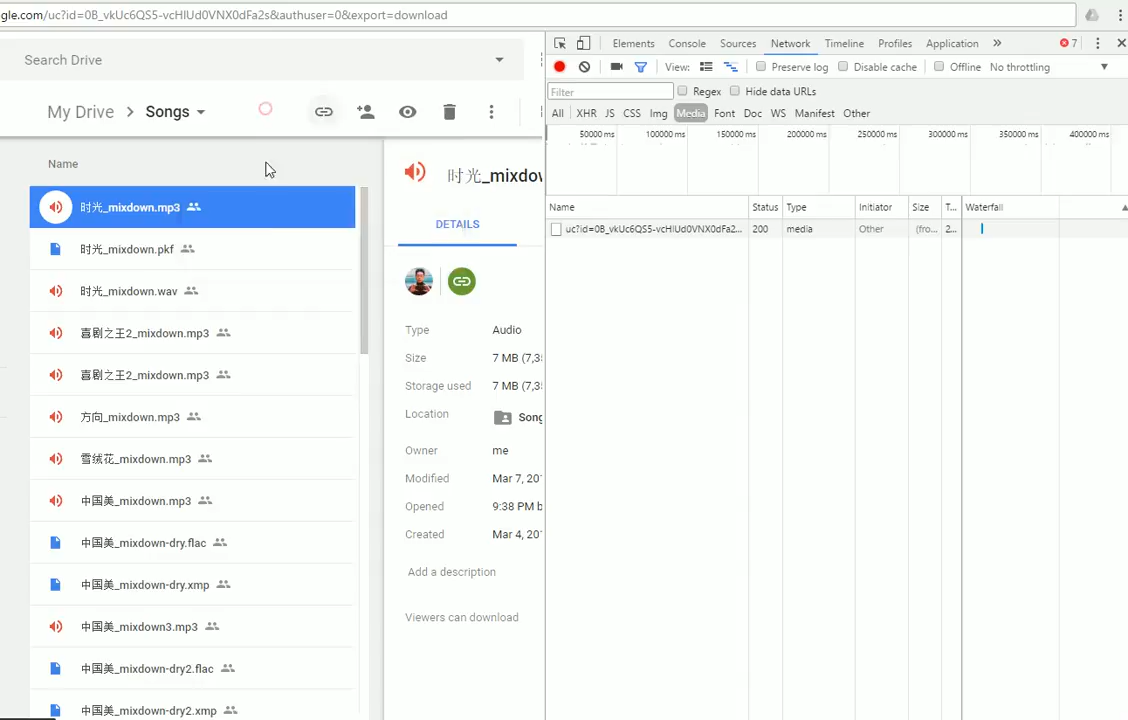 gle.com/uc?id=0B_vkUc6QS5-vcHlUd0VNX0dFa2s&authuser=0&export=download
Search Drive
My Drive > Songs
Name
时光_mixdown.mp3
时光_mixdown.pkf
时光_mixdown.wav
喜剧之王2_mixdown.mp3
喜剧之王2_mixdown.mp3
方向_mixdown.mp3
雪绒花_mixdown.mp3
中国美_mixdown.mp3
中国美_mixdown-dry.flac
中国美_mixdown-dry.xmp
中国美_mixdown3.mp3
中国美_mixdown-dry2.flac
中国美_mixdown-dry2.xmp
时光_mixdov
DETAILS
Type Audio
Size 7 MB (7,3
Storage used 7 MB (7,3
Location Song
Owner me
Modified Mar 7, 20
Opened 9:38 PM b
Created Mar 4, 20
Add a description
Viewers can download
Elements Console Sources Network Timeline Profiles Application » 7
View: Preserve log Disable cache Offline No throttling
Filter Regex Hide data URLs
All XHR JS CSS Img Media Font Doc WS Manifest Other
50000 ms 100000 ms 150000 ms 200000 ms 250000 ms 300000 ms 350000 ms 400000 ms
Name Status Type Initiator Size T... Waterfall
uc?id=0B_vkUc6QS5-vcHlUd0VNX0dFa2... 200 media Other (fro... 2...